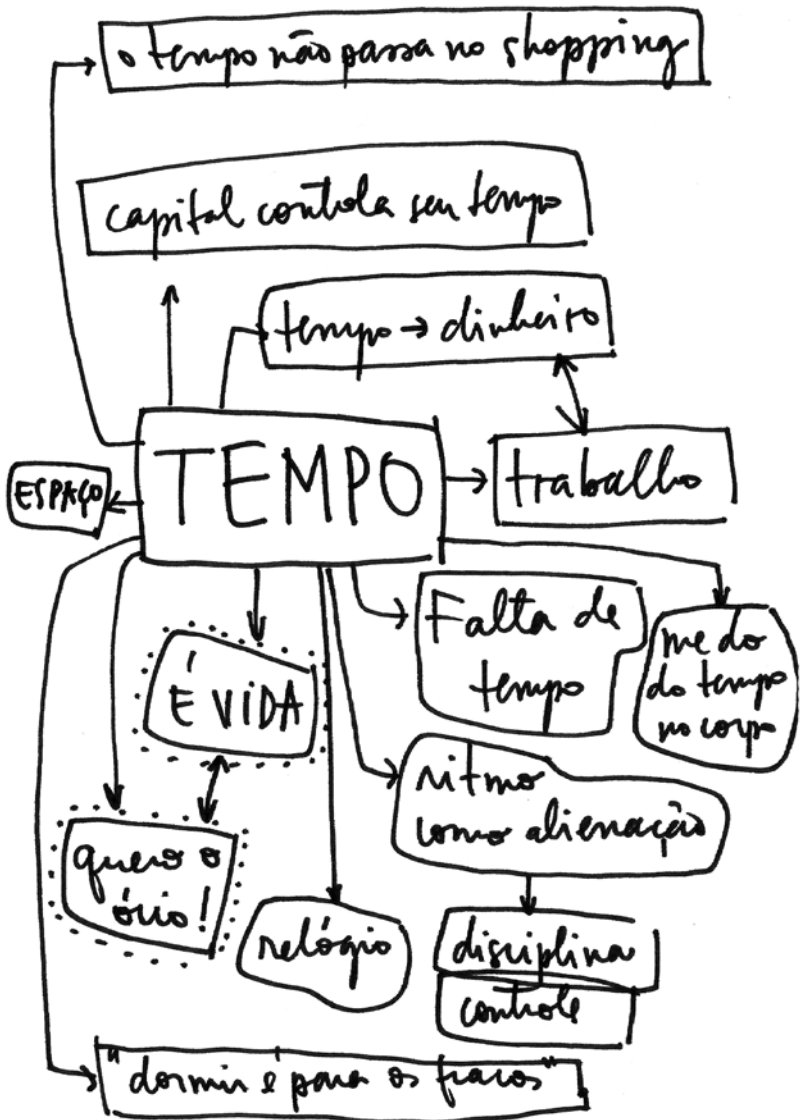 o tempo não passa no shopping
capital controla seu tempo
tempo → dinheiro
TEMPO
trabalho
ESPAÇO
Falta de
tempo
medo
do tempo
no corpo
É VIDA
ritmo
como alienação
quero o
ócio!
relógio
disciplina
controle
"dormir é para os fracos"